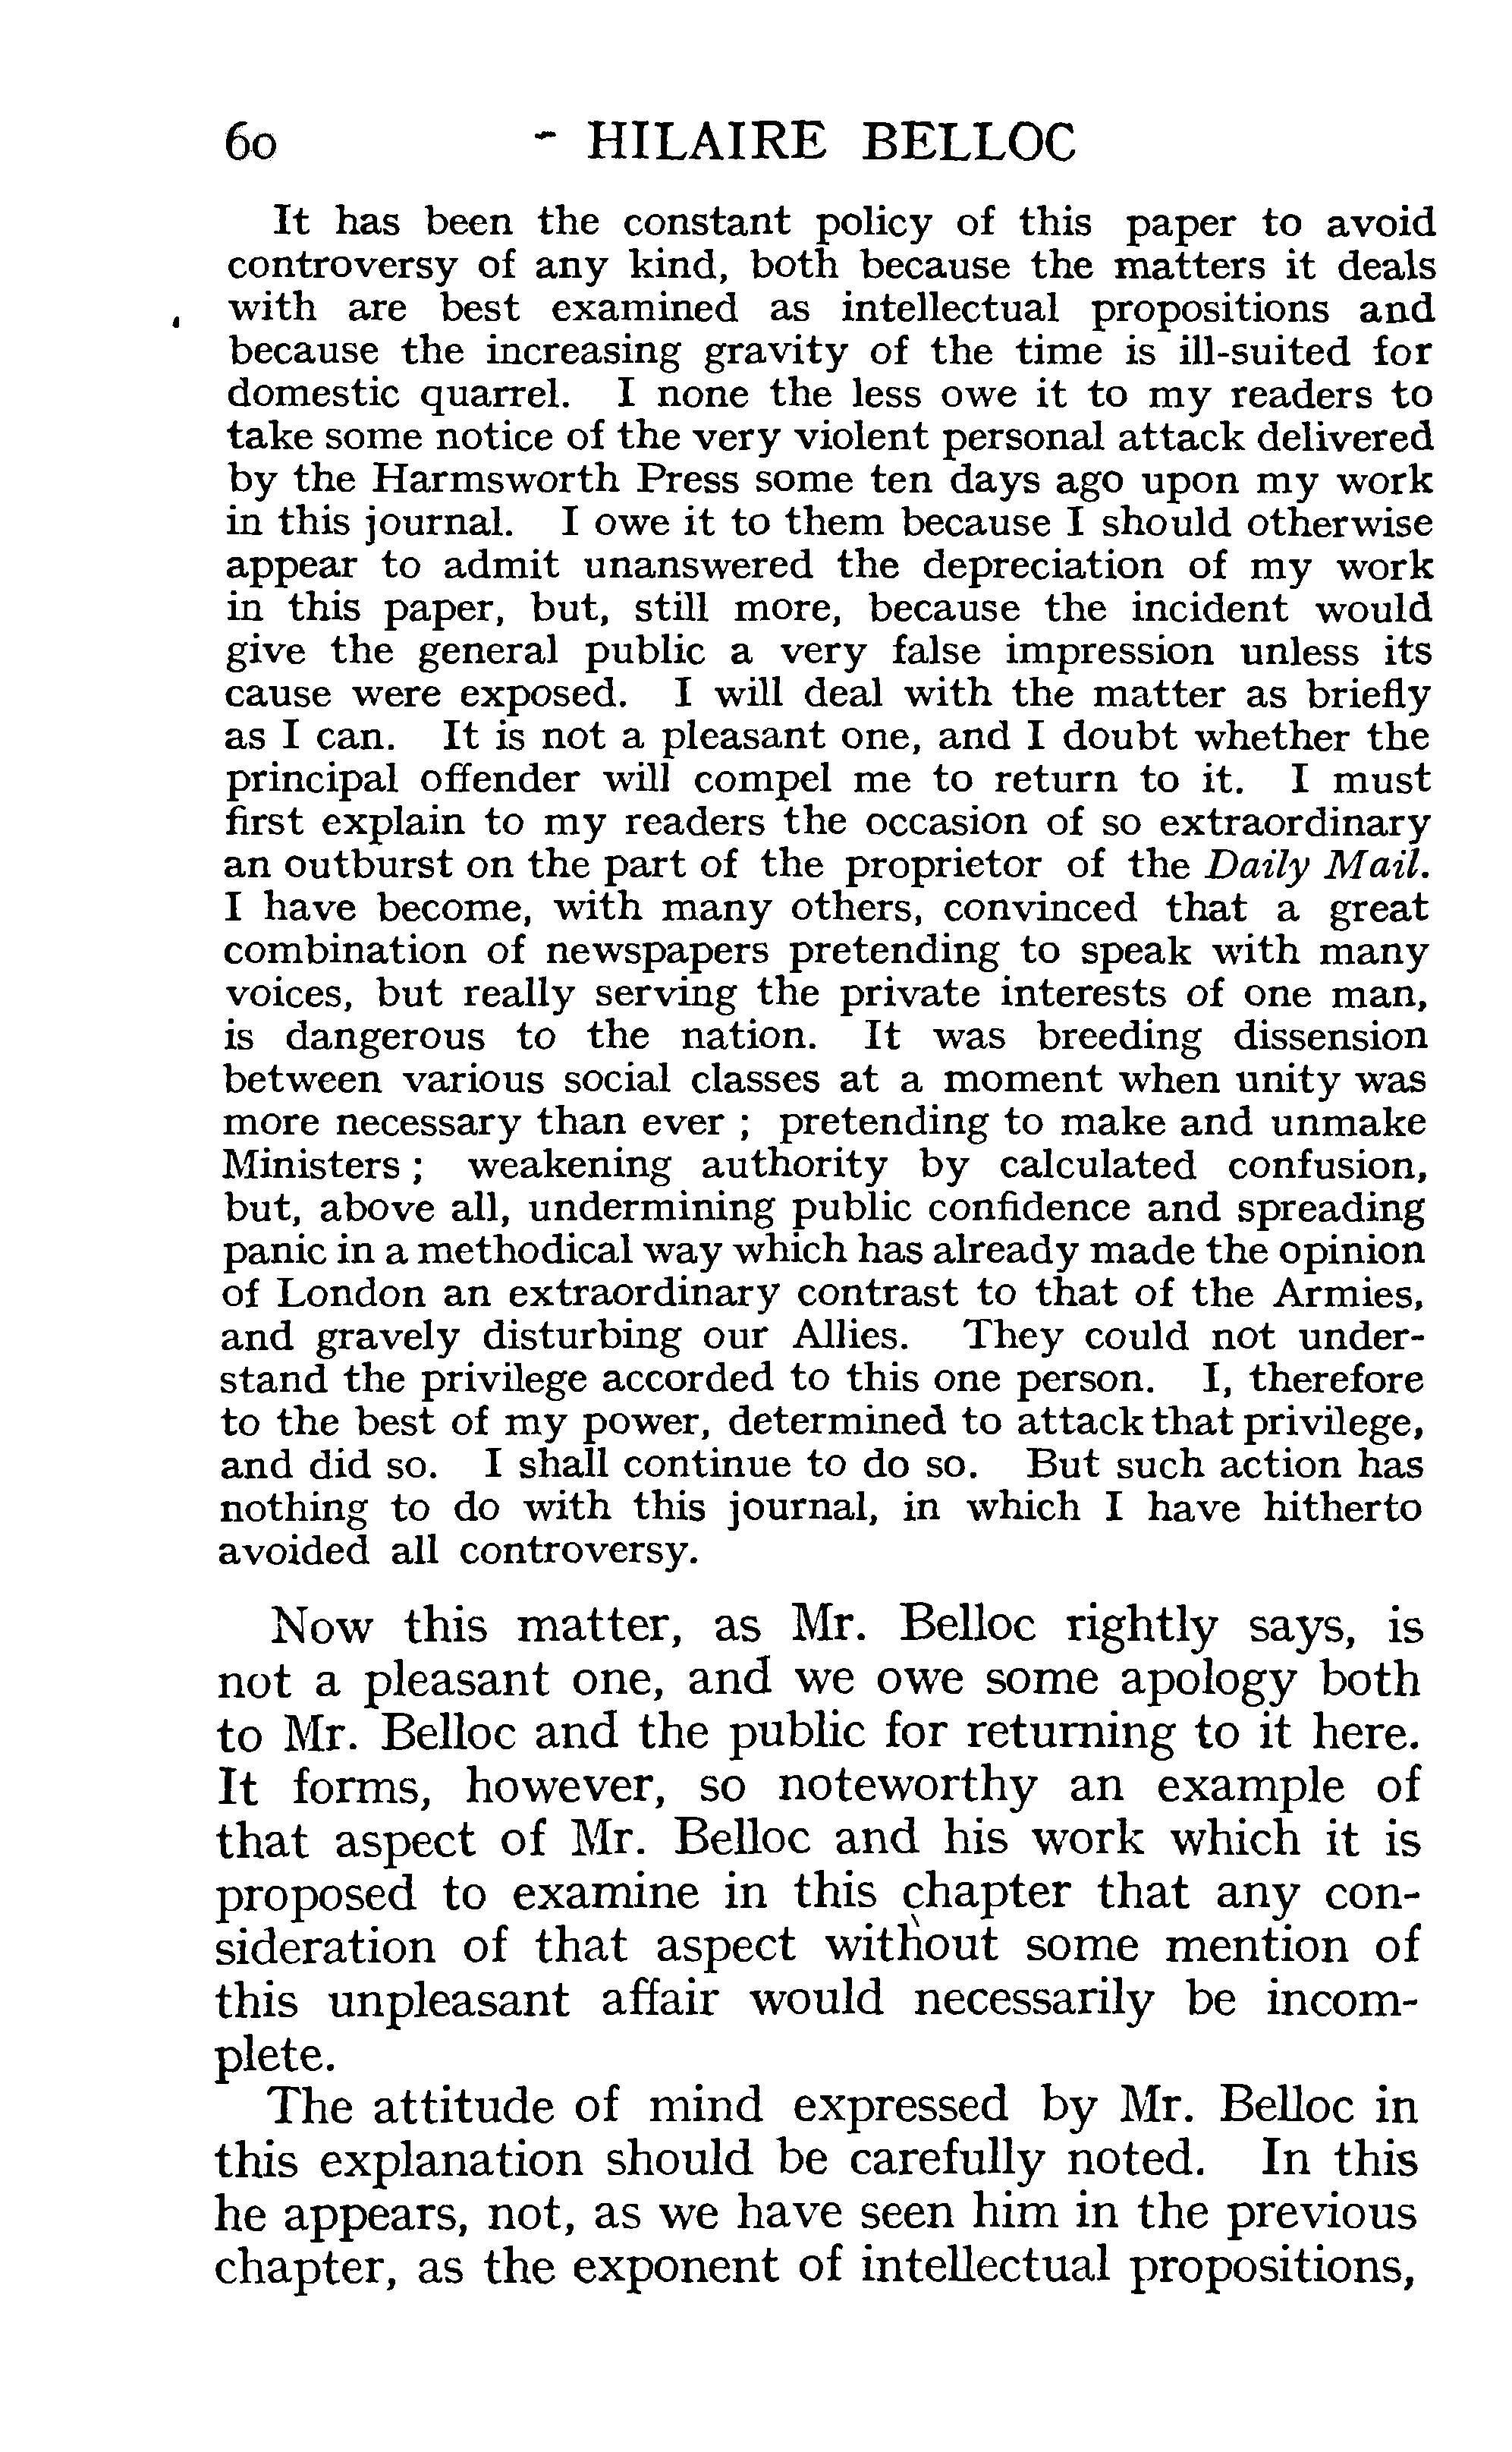 60 - HILAIRE BELLOC
It has been the constant policy of this paper to avoid
controversy of any kind, both because the matters it deals
with are best examined as intellectual propositions and
because the increasing gravity of the time is ill-suited for
domestic quarrel. I none the less owe it to my readers to
take some notice of the very violent personal attack delivered
by the Harmsworth Press some ten days ago upon my work
in this journal. I owe it to them because I should otherwise
appear to admit unanswered the depreciation of my work
in this paper, but, still more, because the incident would
give the general public a very false impression unless its
cause were exposed. I will deal with the matter as briefly
as I can. It is not a pleasant one, and I doubt whether the
principal offender will compel me to return to it. I must
first explain to my readers the occasion of so extraordinary
an outburst on the part of the proprietor of the Daily Mail.
I have become, with many others, convinced that a great
combination of newspapers pretending to speak with many
voices, but really serving the private interests of one man,
is dangerous to the nation. It was breeding dissension
between various social classes at a moment when unity was
more necessary than ever ; pretending to make and unmake
Ministers ; weakening authority by calculated confusion,
but, above all, undermining public confidence and spreading
panic in a methodical way which has already made the opinion
of London an extraordinary contrast to that of the Armies,
and gravely disturbing our Allies. They could not under-
stand the privilege accorded to this one person. I, therefore
to the best of my power, determined to attack that privilege,
and did so. I shall continue to do so. But such action has
nothing to do with this journal, in which I have hitherto
avoided all controversy.
Now this matter, as Mr. Belloc rightly says, is
not a pleasant one, and we owe some apology both
to Mr. Belloc and the public for returning to it here.
It forms, however, so noteworthy an example of
that aspect of Mr. Belloc and his work which it is
proposed to examine in this chapter that any con-
sideration of that aspect without some mention of
this unpleasant affair would necessarily be incom-
plete.
The attitude of mind expressed by Mr. Belloc in
this explanation should be carefully noted. In this
he appears, not, as we have seen him in the previous
chapter, as the exponent of intellectual propositions,